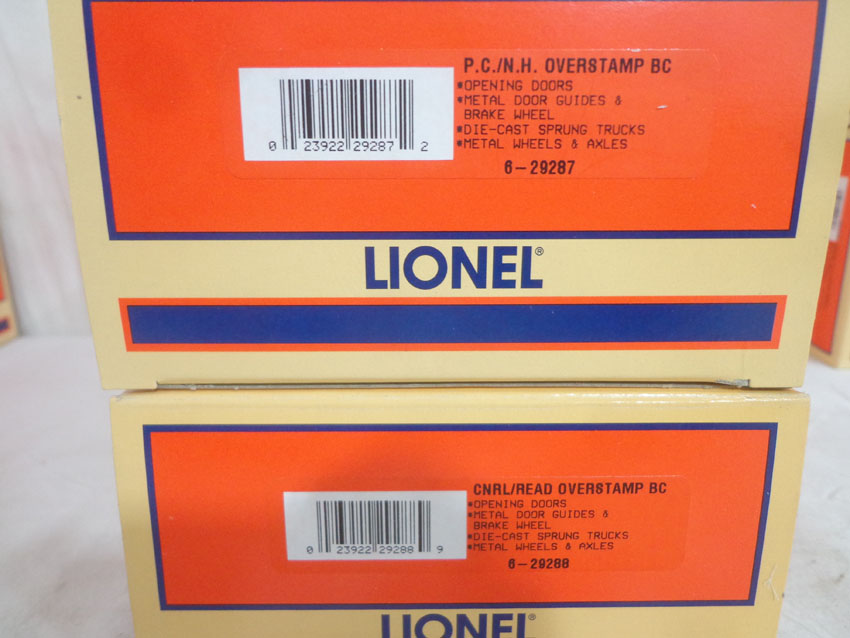 P.C./N.H. OVERSTAMP BC
*OPENING DOORS
*METAL DOOR GUIDES &
BRAKE WHEEL
*DIE-CAST SPRUNG TRUCKS
*METAL WHEELS & AXLES
6-29287
0 23922 29287 2
LIONEL®
CNRL/READ OVERSTAMP BC
*OPENING DOORS
*METAL DOOR GUIDES &
BRAKE WHEEL
*DIE-CAST SPRUNG TRUCKS
*METAL WHEELS & AXLES
6-29288
0 23922 29288 9
LIONEL®